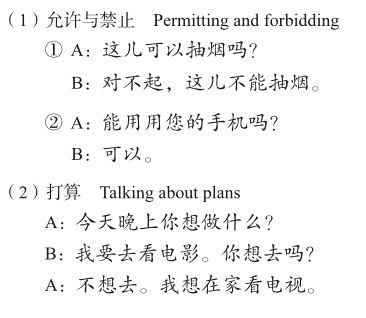 （1）允许与禁止 Permitting and forbidding
① A：这儿可以抽烟吗？
B：对不起，这儿不能抽烟。
② A：能用用您的手机吗？
B：可以。
（2）打算 Talking about plans
A：今天晚上你想做什么？
B：我要去看电影。你想去吗？
A：不想去。我想在家看电视。